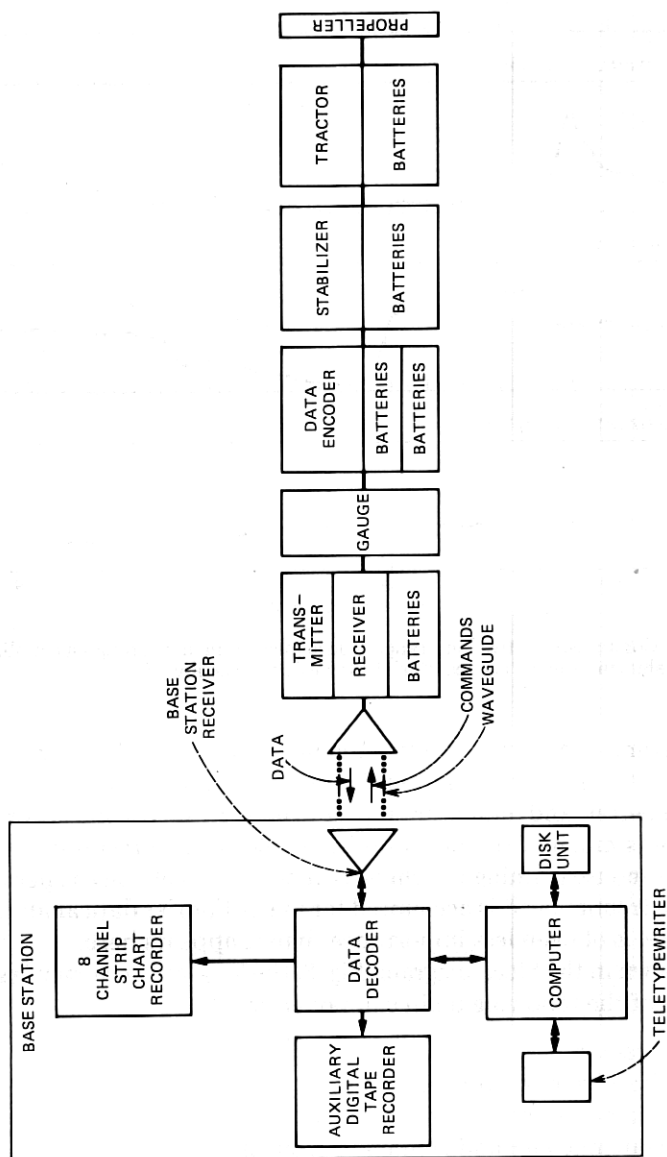 BASE STATION
8
CHANNEL
STRIP
CHART
RECORDER
AUXILIARY
DIGITAL
TAPE
RECORDER
DATA
DECODER
COMPUTER
DISK
UNIT
TELETYPEWRITER
BASE
STATION
RECEIVER
DATA
COMMANDS
WAVEGUIDE
TRANS-
MITTER
RECEIVER
BATTERIES
GAUGE
DATA
ENCODER
BATTERIES
BATTERIES
STABILIZER
BATTERIES
TRACTOR
BATTERIES
PROPELLER